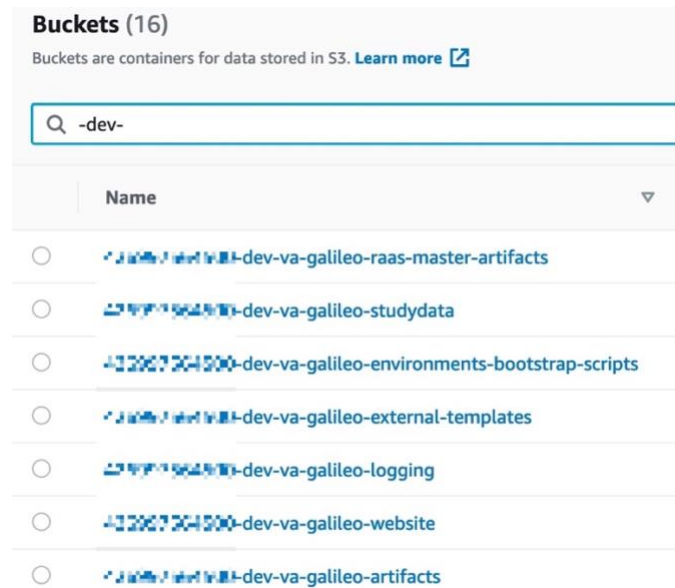 Buckets (16)
Buckets are containers for data stored in S3. Learn more
-dev-
Name
-dev-va-galileo-raas-master-artifacts
-dev-va-galileo-studydata
-dev-va-galileo-environments-bootstrap-scripts
-dev-va-galileo-external-templates
-dev-va-galileo-logging
-dev-va-galileo-website
-dev-va-galileo-artifacts